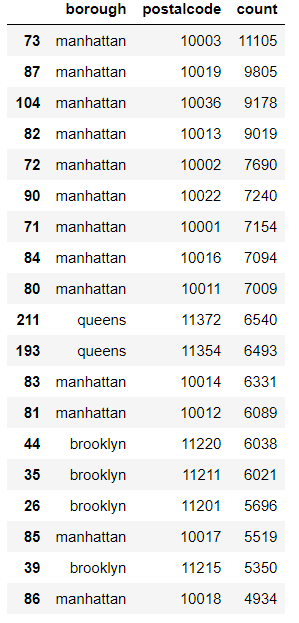 borough postalcode count
73 manhattan 10003 11105
87 manhattan 10019 9805
104 manhattan 10036 9178
82 manhattan 10013 9019
72 manhattan 10002 7690
90 manhattan 10022 7240
71 manhattan 10001 7154
84 manhattan 10016 7094
80 manhattan 10011 7009
211 queens 11372 6540
193 queens 11354 6493
83 manhattan 10014 6331
81 manhattan 10012 6089
44 brooklyn 11220 6038
35 brooklyn 11211 6021
26 brooklyn 11201 5696
85 manhattan 10017 5519
39 brooklyn 11215 5350
86 manhattan 10018 4934